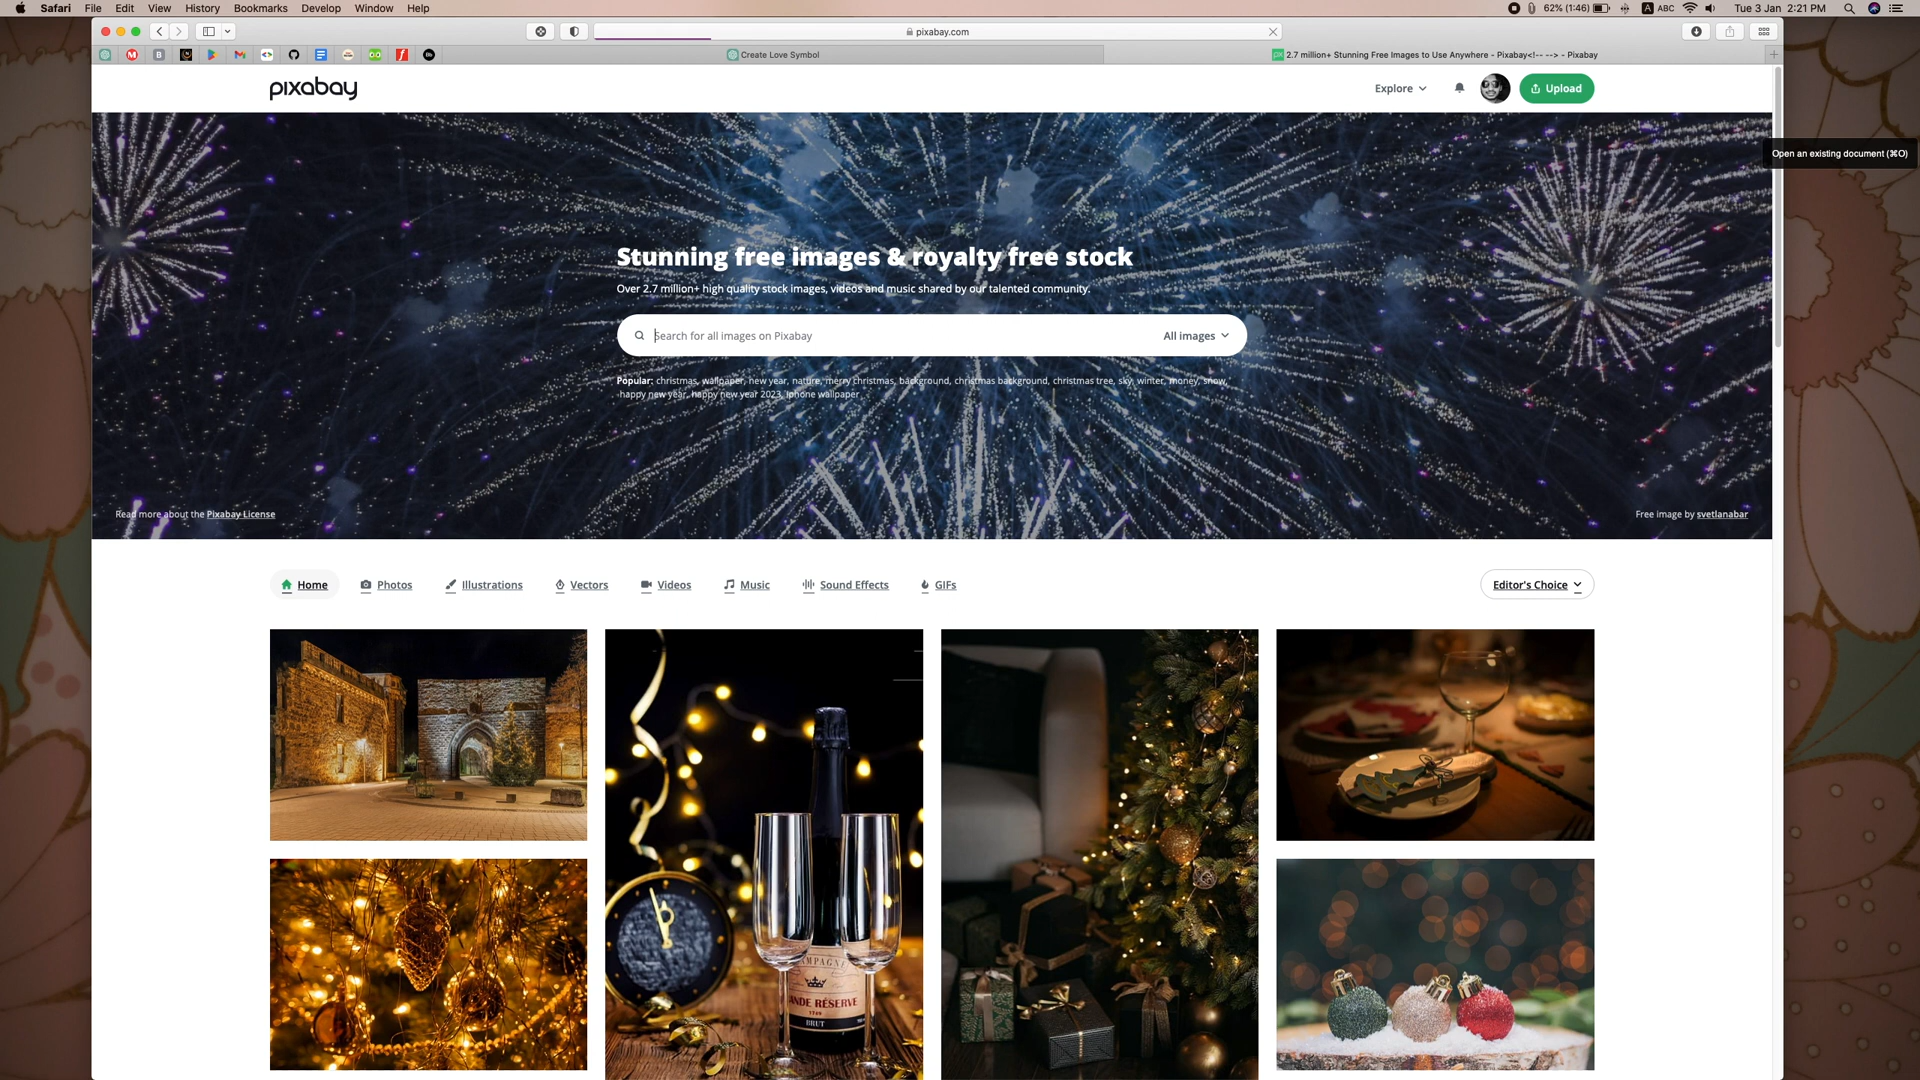 Safari File Edit View History Bookmarks Develop Window Help
62% (1:46) A ABC Tue 3 Jan 2:21 PM
pixabay.com
Create Love Symbol
2.7 million+ Stunning Free Images to Use Anywhere - Pixabay<!-- --> - Pixabay
pixabay
Explore
Upload
Open an existing document (⌘O)
Stunning free images & royalty free stock
Over 2.7 million+ high quality stock images, videos and music shared by our talented community.
Search for all images on Pixabay
All images
Popular: christmas, wallpaper, new year, nature, merry christmas, background, christmas background, christmas tree, sky, winter, money, snow,
happy new year, happy new year 2023, iphone wallpaper
Read more about the Pixabay License
Free image by svetlanabar
Home Photos Illustrations Vectors Videos Music Sound Effects GIFs
Editor's Choice
RÉSERVE
BRUT